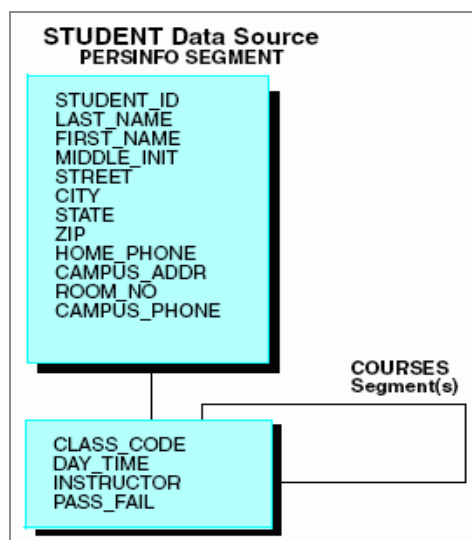 STUDENT Data Source
PERSINFO SEGMENT
STUDENT_ID
LAST_NAME
FIRST_NAME
MIDDLE_INIT
STREET
CITY
STATE
ZIP
HOME_PHONE
CAMPUS_ADDR
ROOM_NO
CAMPUS_PHONE
COURSES
Segment(s)
CLASS_CODE
DAY_TIME
INSTRUCTOR
PASS_FAIL